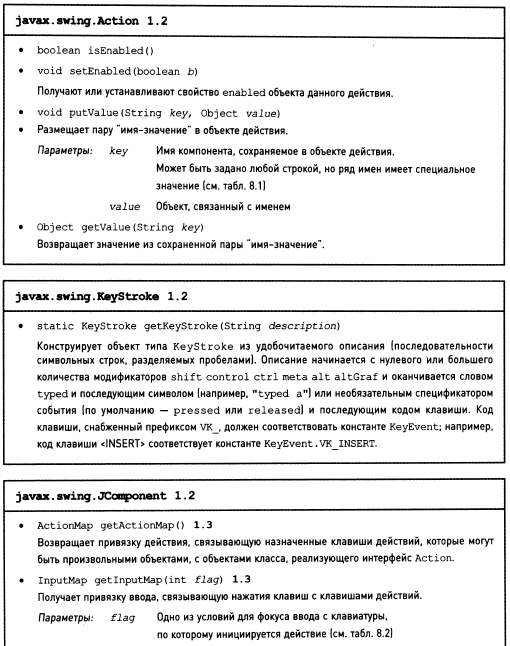 javax.swing.Action 1.2
• boolean isEnabled()
• void setEnabled(boolean b)
Получают или устанавливают свойство enabled объекта данного действия.
• void putValue(String key, Object value)
• Размещает пару "имя-значение" в объекте действия.
Параметры: key Имя компонента, сохраняемое в объекте действия.
Может быть задано любой строкой, но ряд имен имеет специальное
значение (см. табл. 8.1)
value Объект, связанный с именем
• Object getValue(String key)
Возвращает значение из сохраненной пары "имя-значение".
javax.swing.KeyStroke 1.2
• static KeyStroke getKeyStroke(String description)
Конструирует объект типа KeyStroke из удобочитаемого описания (последовательности
символьных строк, разделяемых пробелами). Описание начинается с нулевого или большего
количества модификаторов shift control ctrl meta alt altGraf и оканчивается словом
typed и последующим символом (например, "typed a") или необязательным спецификатором
события (по умолчанию — pressed или released) и последующим кодом клавиши. Код
клавиши, снабженный префиксом VK_, должен соответствовать константе KeyEvent; например,
код клавиши <INSERT> соответствует константе KeyEvent.VK_INSERT.
javax.swing.JComponent 1.2
• ActionMap getActionMap() 1.3
Возвращает привязку действия, связывающую назначенные клавиши действий, которые могут
быть произвольными объектами, с объектами класса, реализующего интерфейс Action.
• InputMap getInputMap(int flag) 1.3
Получает привязку ввода, связывающую нажатия клавиш с клавишами действий.
Параметры: flag Одно из условий для фокуса ввода с клавиатуры,
по которому инициируется действие (см. табл. 8.2)